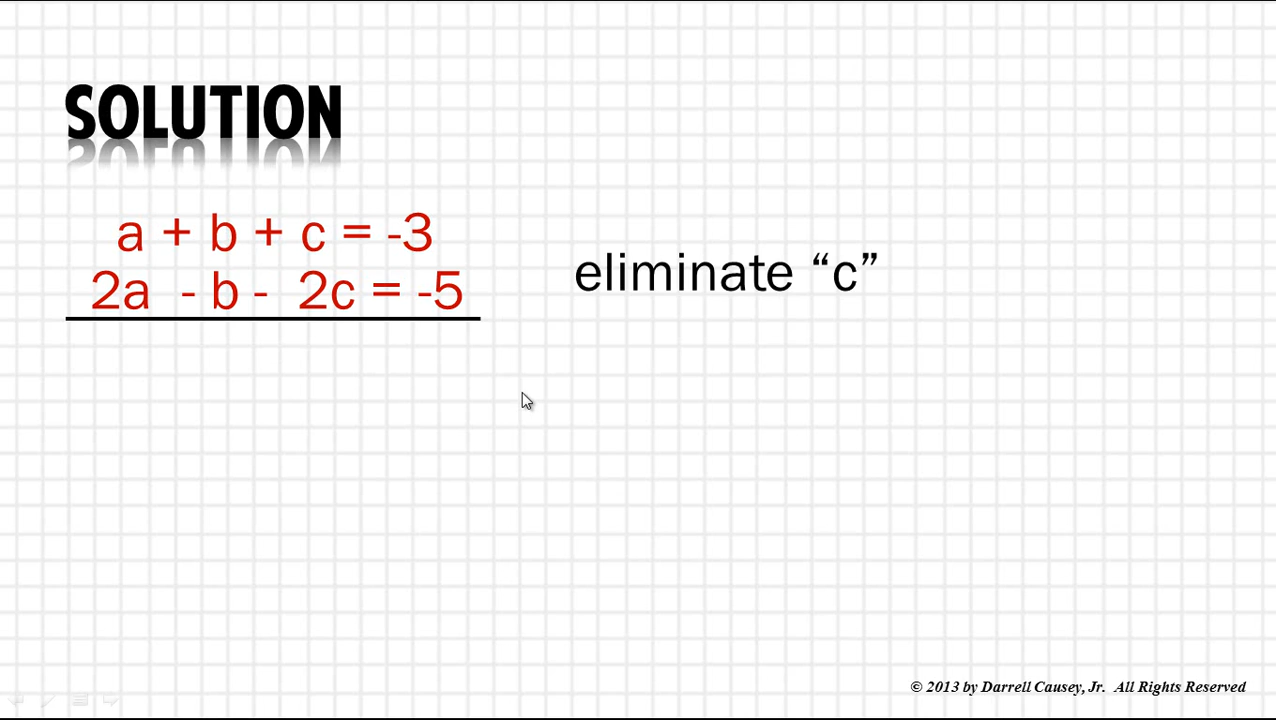 SOLUTION
a + b + c = -3
2a - b - 2c = -5
eliminate “c”
© 2013 by Darrell Causey, Jr. All Rights Reserved